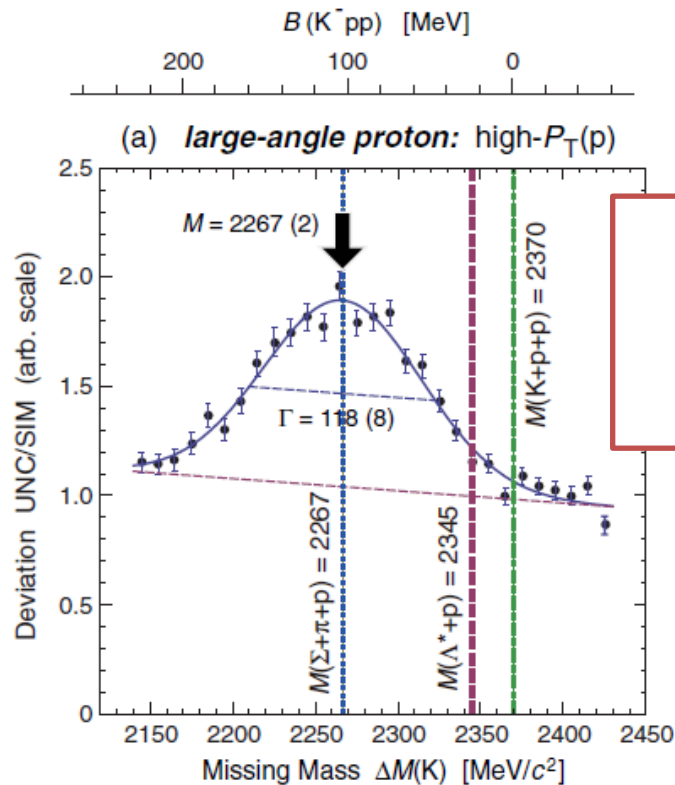 B (K⁻pp) [MeV]
200 100 0
(a) large-angle proton: high-P_T(p)
2.5
2.0
1.5
1.0
0.5
0
Deviation UNC/SIM (arb. scale)
M = 2267 (2)
Γ = 118 (8)
M(Σ+π+p) = 2267
M(Λ*+p) = 2345
M(K+p+p) = 2370
2150 2200 2250 2300 2350 2400 2450
Missing Mass ΔM(K) [MeV/c²]